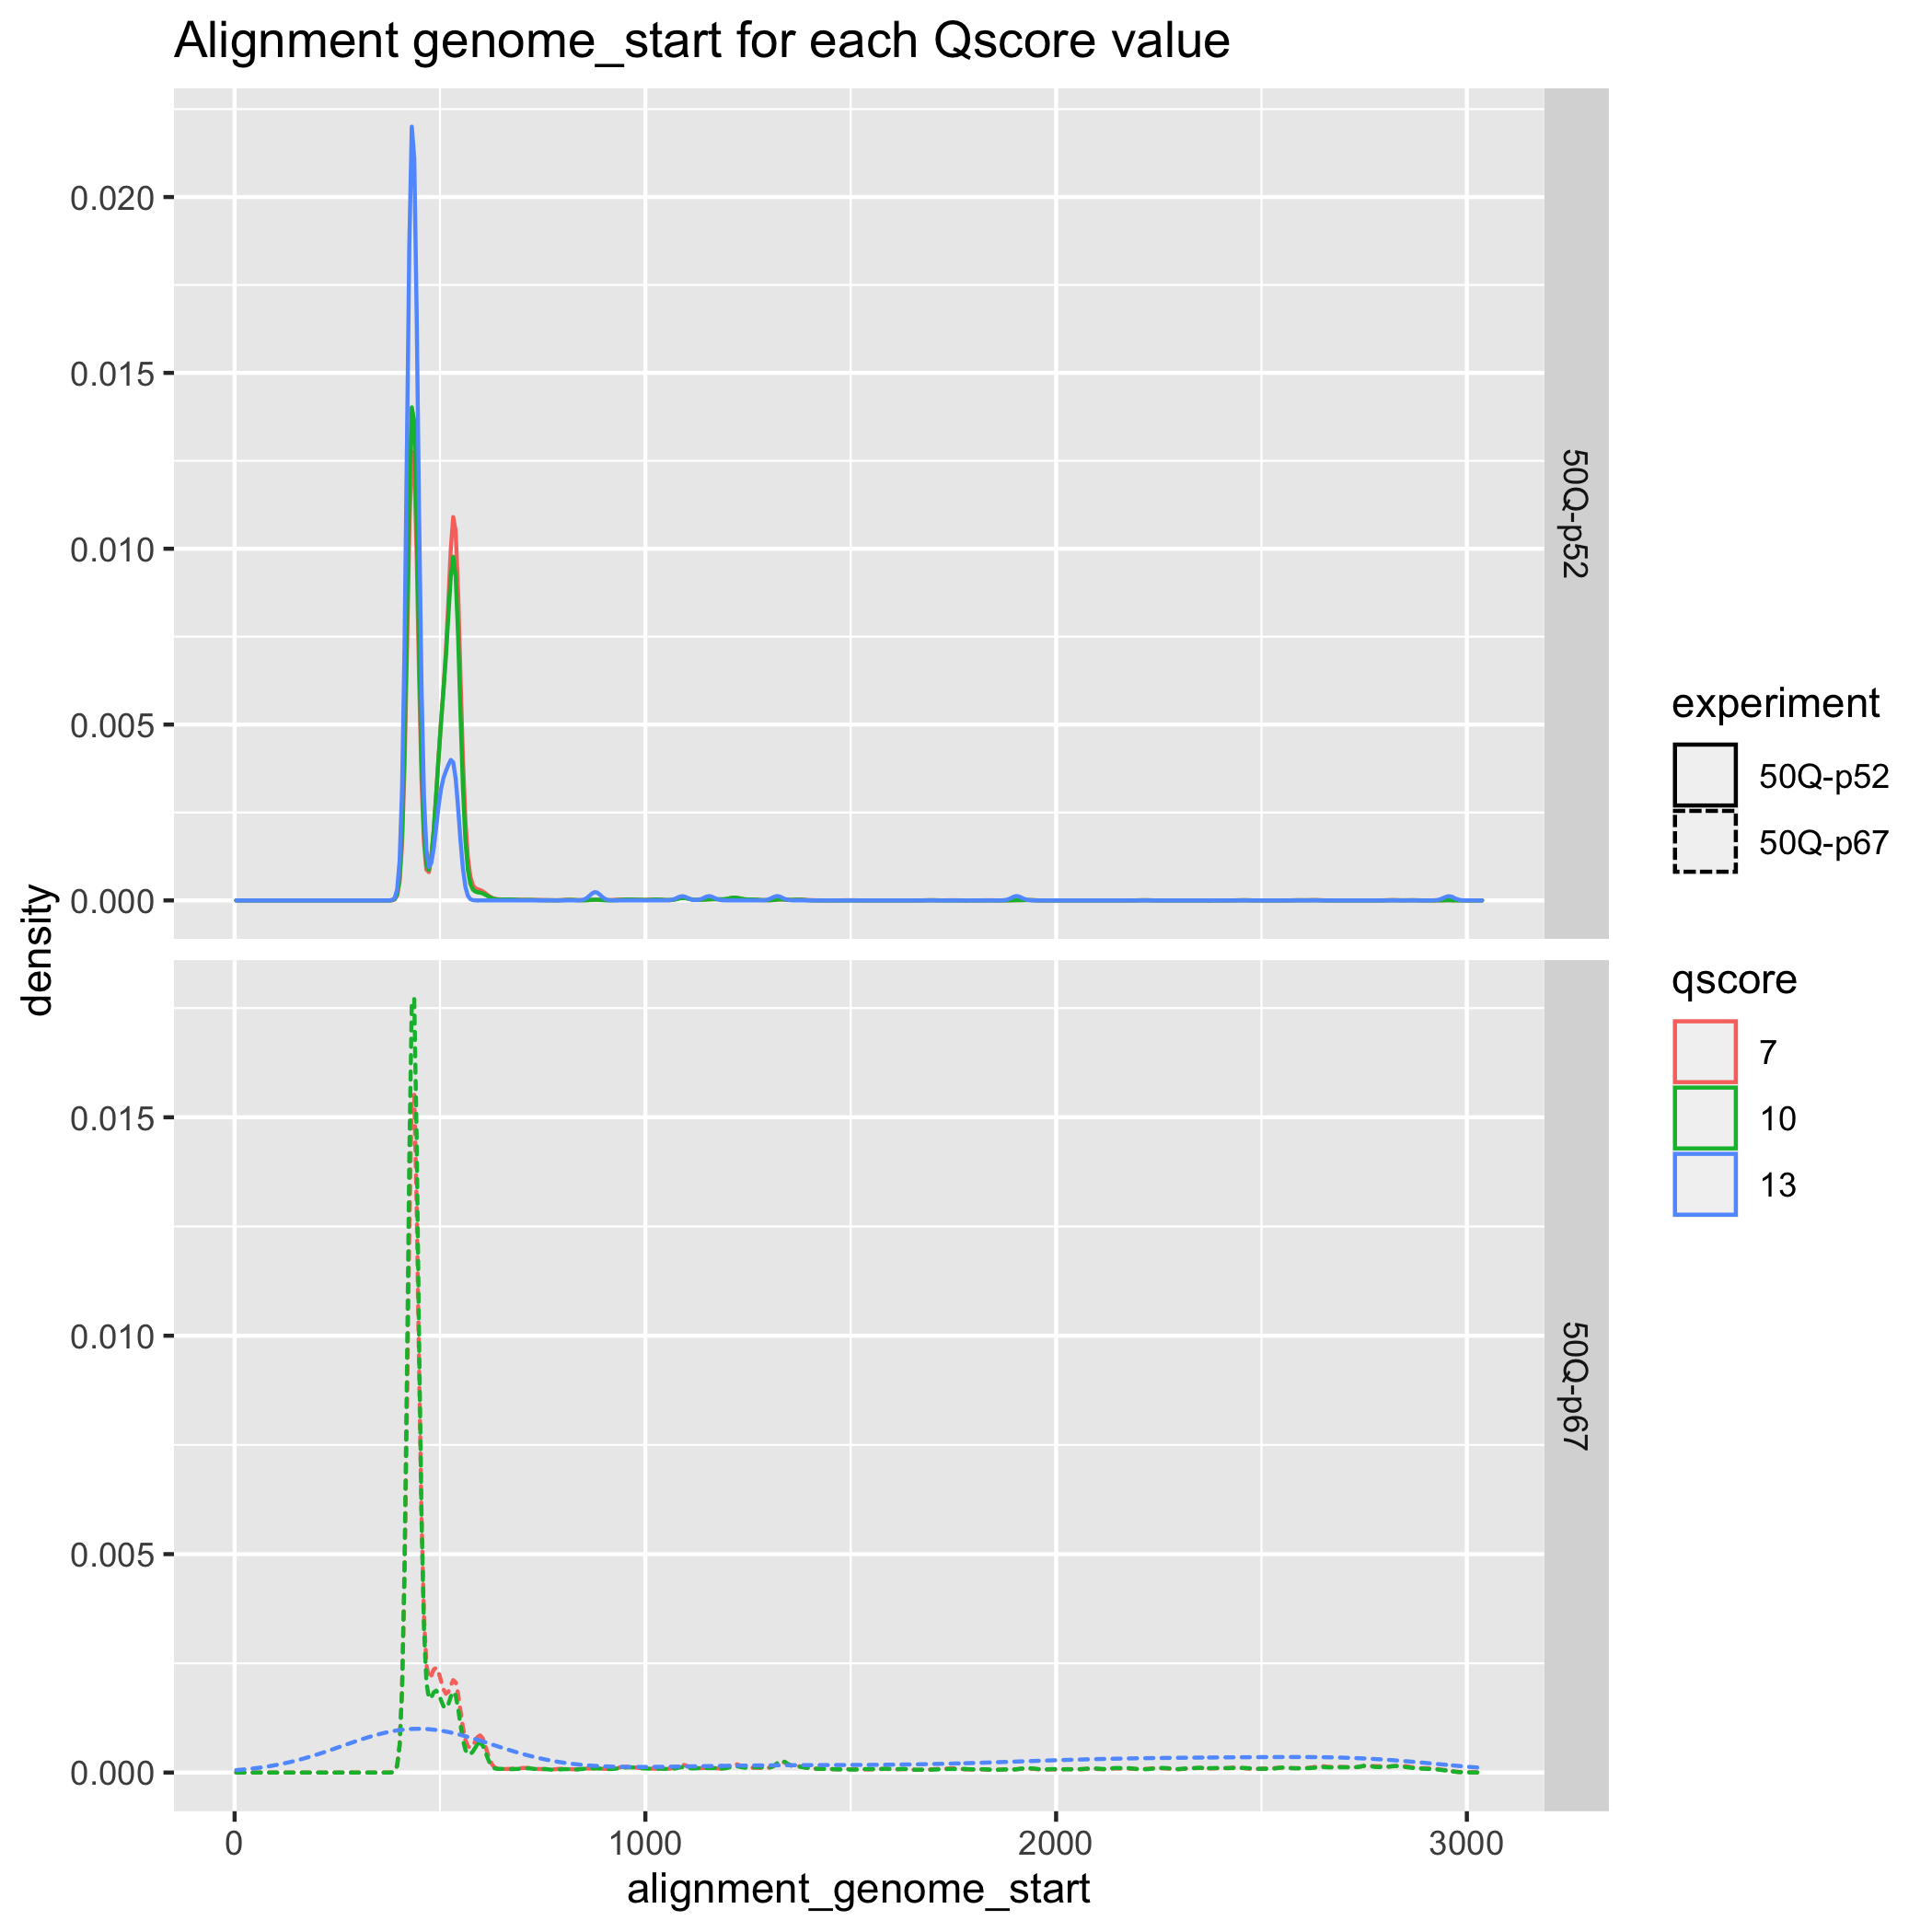 Alignment genome_start for each Qscore value
density
0.020
0.015
0.010
0.005
0.000
50Q-p52
0.015
0.010
0.005
0.000
50Q-p67
0
1000
2000
3000
alignment_genome_start
experiment
50Q-p52
50Q-p67
qscore
7
10
13